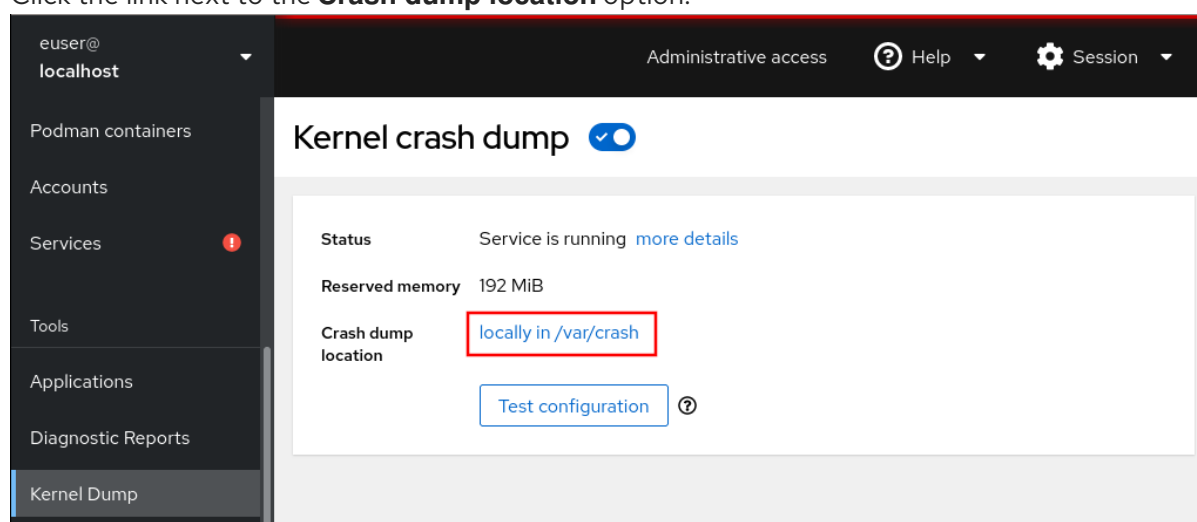 Click the link next to the Crash dump location option.
euser@
localhost
Administrative access
Help
Session
Podman containers
Accounts
Services
Tools
Applications
Diagnostic Reports
Kernel Dump
Kernel crash dump
Status Service is running more details
Reserved memory 192 MiB
Crash dump locally in /var/crash
location
Test configuration